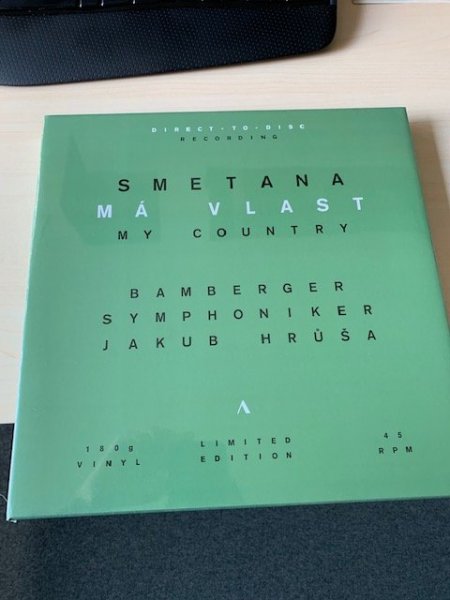 DIRECT-TO-DISC
RECORDING
SMETANA
MÁ VLAST
MY COUNTRY
BAMBERGER
SYMPHONIKER
JAKUB HRŮŠA
180g
VINYL
LIMITED
EDITION
45
RPM